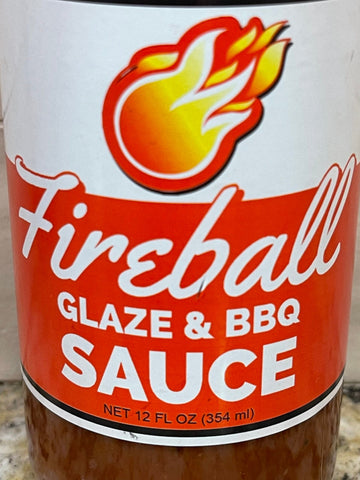 Fireball
GLAZE & BBQ
SAUCE
NET 12 FL OZ (354 ml)